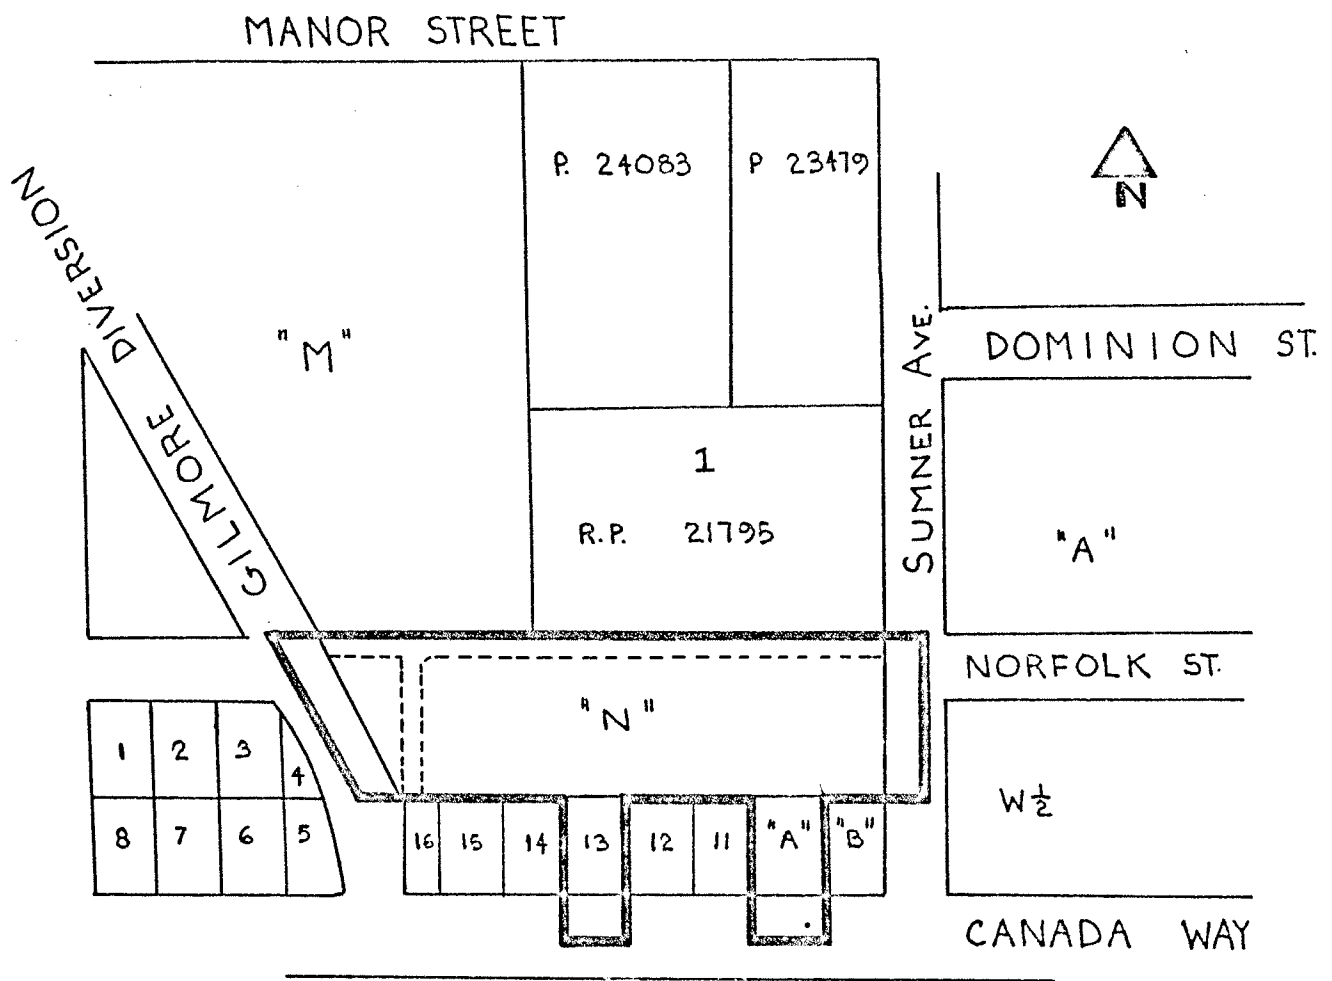 MANOR STREET
P. 24083
P 23479
N
GILMORE DIVERSION
"M"
SUMNER AVE.
DOMINION ST.
1
R.P. 21795
"A"
NORFOLK ST.
"N"
1 2 3 4
W½
8 7 6 5
16 15 14 13 12 11 "A" "B"
CANADA WAY